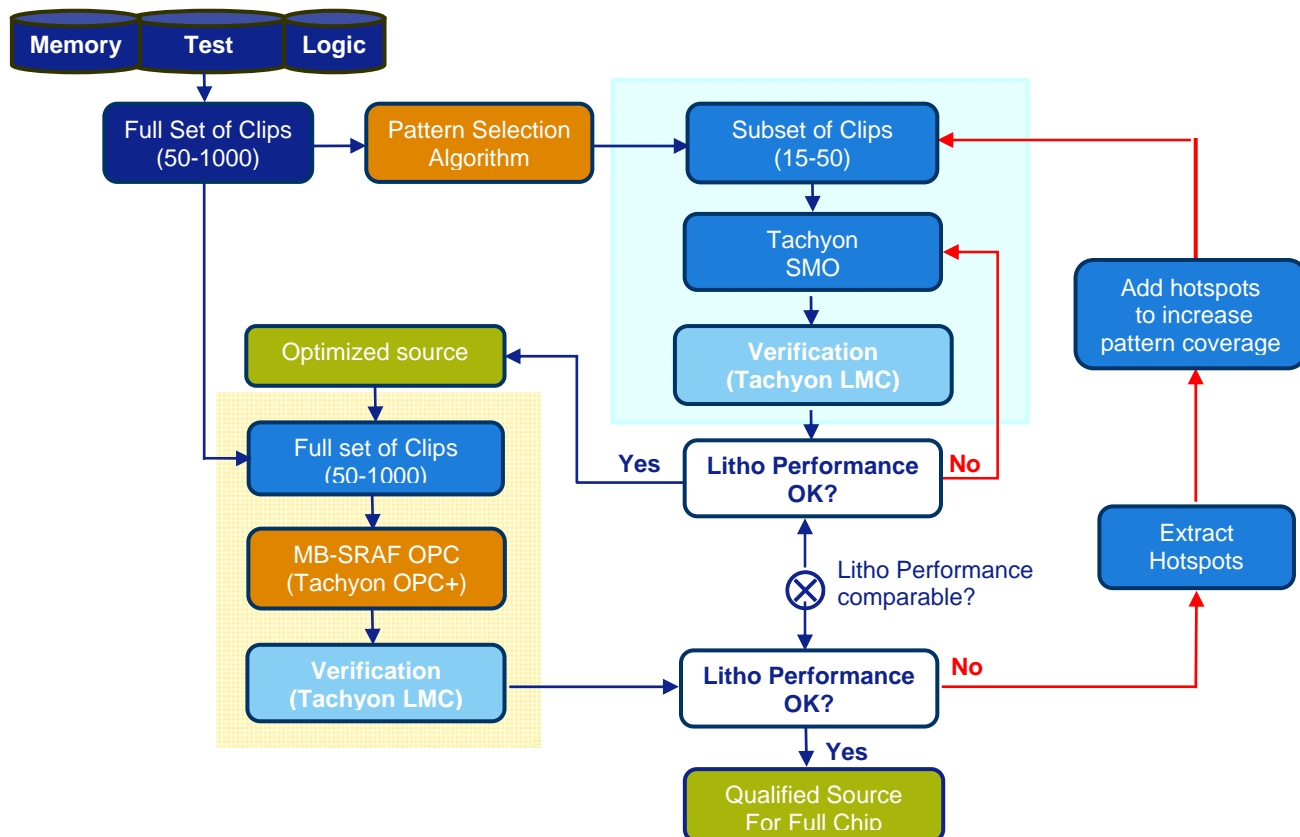 Memory Test Logic
Full Set of Clips
(50-1000)
Pattern Selection
Algorithm
Subset of Clips
(15-50)
Tachyon
SMO
Add hotspots
to increase
pattern coverage
Optimized source
Verification
(Tachyon LMC)
Full set of Clips
(50-1000)
Yes
Litho Performance
OK?
No
MB-SRAF OPC
(Tachyon OPC+)
Extract
Hotspots
Litho Performance
comparable?
Verification
(Tachyon LMC)
Litho Performance
OK?
No
Yes
Qualified Source
For Full Chip